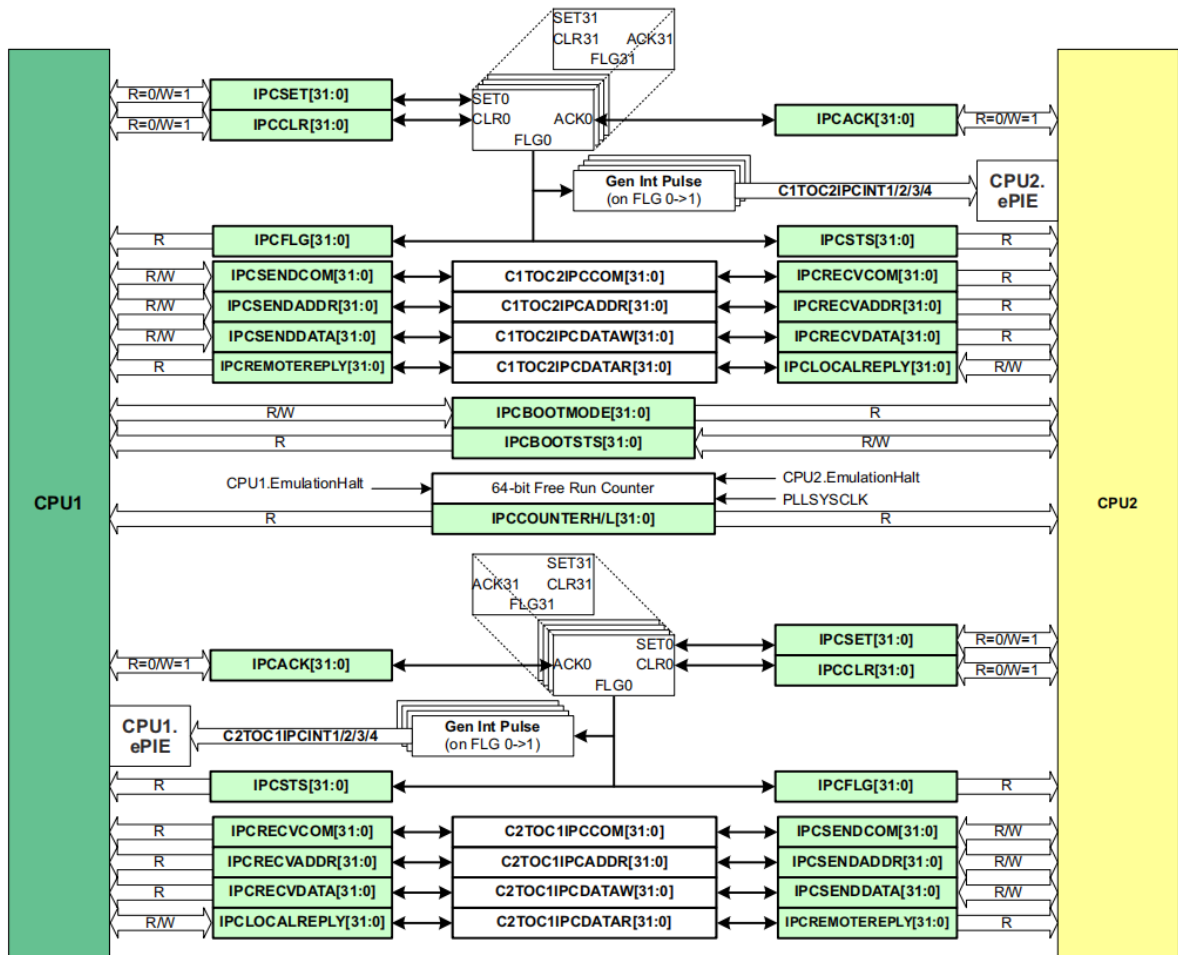 SET31
CLR31 ACK31
FLG31
R=0/W=1 IPCSET[31:0] SET0
R=0/W=1 IPCCLR[31:0] CLR0 ACK0 IPCACK[31:0] R=0/W=1
FLG0
Gen Int Pulse
(on FLG 0->1)
C1TOC2IPCINT1/2/3/4
CPU2.
ePIE
R IPCFLG[31:0] IPCSTS[31:0] R
R/W IPCSENDCOM[31:0] C1TOC2IPCCOM[31:0] IPCRECVCOM[31:0] R
R/W IPCSENDADDR[31:0] C1TOC2IPCADDR[31:0] IPCRECVADDR[31:0] R
R/W IPCSENDDATA[31:0] C1TOC2IPCDATAW[31:0] IPCRECVDATA[31:0] R
R IPCREMOTEREPLY[31:0] C1TOC2IPCDATAR[31:0] IPCLOCALREPLY[31:0] R/W
R/W IPCBOOTMODE[31:0] R
R IPCBOOTSTS[31:0] R/W
CPU1.EmulationHalt 64-bit Free Run Counter CPU2.EmulationHalt
PLLSYSCLK
CPU1
CPU2
R IPCCOUNTERH/L[31:0] R
SET31
ACK31 CLR31
FLG31
SET0 IPCSET[31:0] R=0/W=1
R=0/W=1 IPCACK[31:0] ACK0 CLR0 IPCCLR[31:0] R=0/W=1
FLG0
CPU1.
ePIE
C2TOC1IPCINT1/2/3/4
Gen Int Pulse
(on FLG 0->1)
R IPCSTS[31:0] IPCFLG[31:0] R
R IPCRECVCOM[31:0] C2TOC1IPCCOM[31:0] IPCSENDCOM[31:0] R/W
R IPCRECVADDR[31:0] C2TOC1IPCADDR[31:0] IPCSENDADDR[31:0] R/W
R IPCRECVDATA[31:0] C2TOC1IPCDATAW[31:0] IPCSENDDATA[31:0] R/W
R/W IPCLOCALREPLY[31:0] C2TOC1IPCDATAR[31:0] IPCREMOTEREPLY[31:0] R